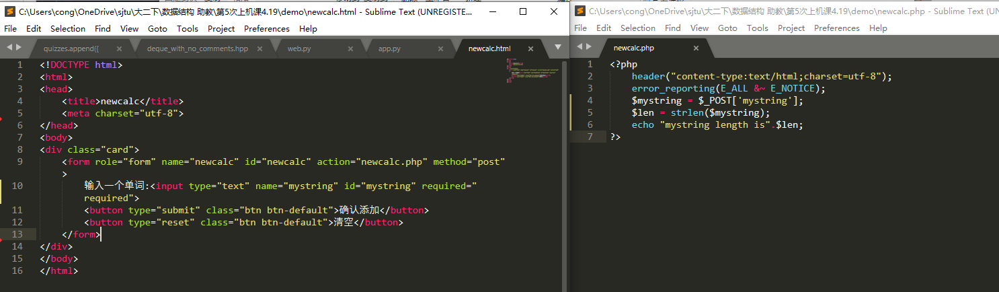 C:\Users\cong\OneDrive\sjtu\大二下\数据结构 助教\第5次上机课4.19\demo\newcalc.html - Sublime Text (UNREGISTE...
File Edit Selection Find View Goto Tools Project Preferences Help
quizzes.append({ deque_with_no_comments.hpp web.py app.py newcalc.html
1 <!DOCTYPE html>
2 <html>
3 <head>
4 <title>newcalc</title>
5 <meta charset="utf-8">
6 </head>
7 <body>
8 <div class="card">
9 <form role="form" name="newcalc" id="newcalc" action="newcalc.php" method="post"
>
10 输入一个单词:<input type="text" name="mystring" id="mystring" required="
required">
11 <button type="submit" class="btn btn-default">确认添加</button>
12 <button type="reset" class="btn btn-default">清空</button>
13 </form>
14 </div>
15 </body>
16 </html>
C:\Users\cong\OneDrive\sjtu\大二下\数据结构 助教\第5次上机课4.19\demo\newcalc.php - Sublime Text (UN
File Edit Selection Find View Goto Tools Project Preferences Help
newcalc.php
1 <?php
2 header("content-type:text/html;charset=utf-8");
3 error_reporting(E_ALL &~ E_NOTICE);
4 $mystring = $_POST['mystring'];
5 $len = strlen($mystring);
6 echo "mystring length is".$len;
7 ?>